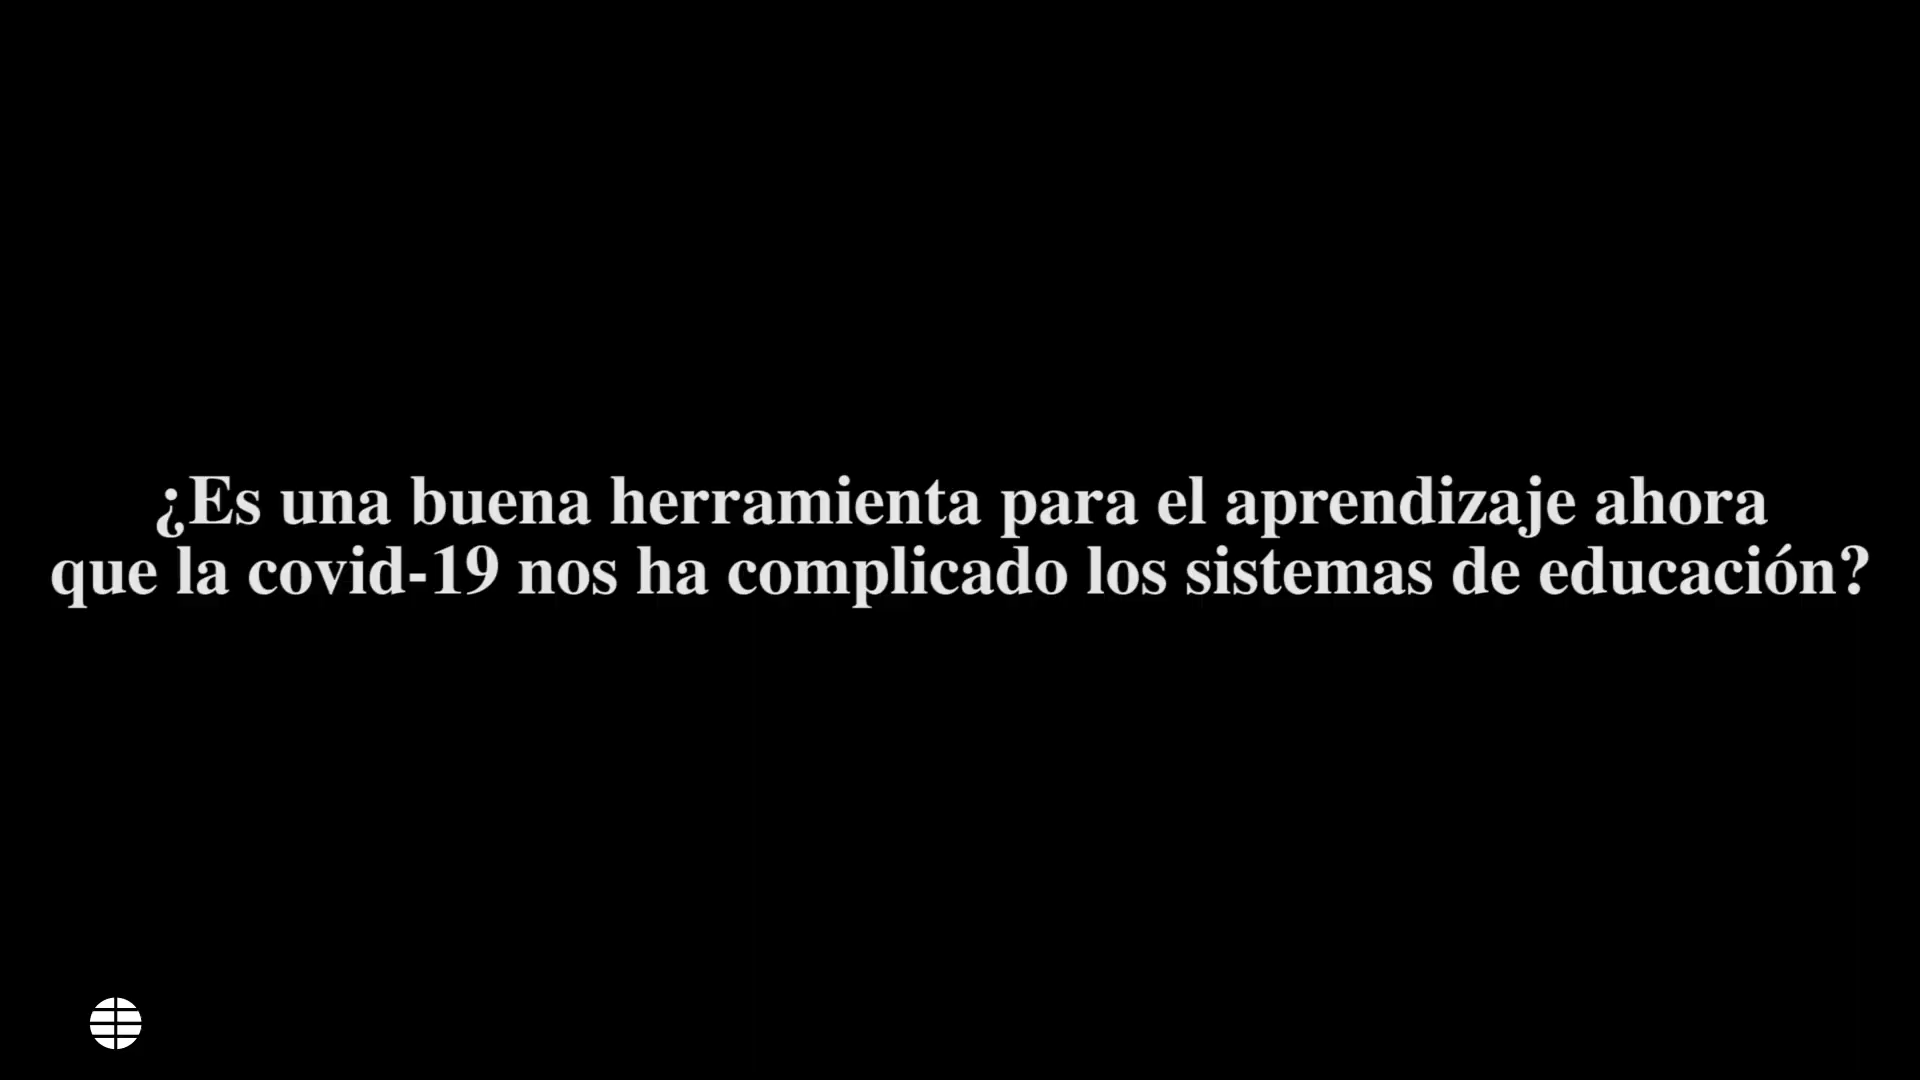 ¿Es una buena herramienta para el aprendizaje ahora
que la covid-19 nos ha complicado los sistemas de educación?